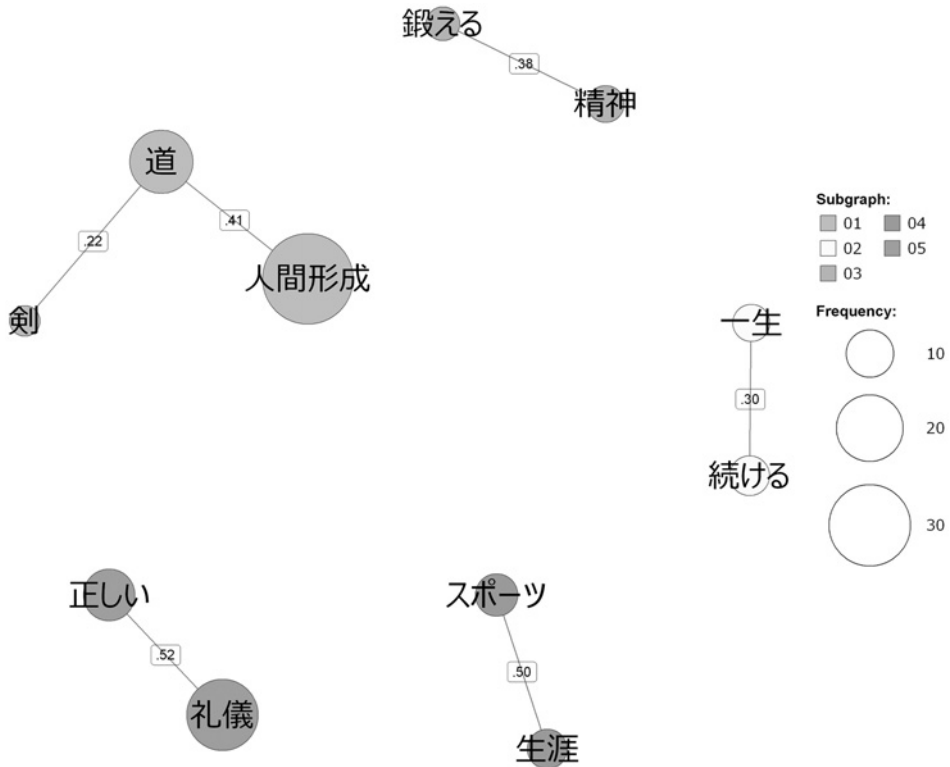 鍛える
.38
精神
道
.41
.22
人間形成
剣
一生
.30
続ける
正しい
.52
礼儀
スポーツ
.50
生涯
Subgraph:
01 04
02 05
03
Frequency:
10
20
30